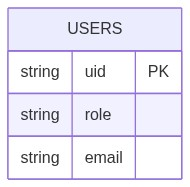 USERS
string uid PK
string role
string email